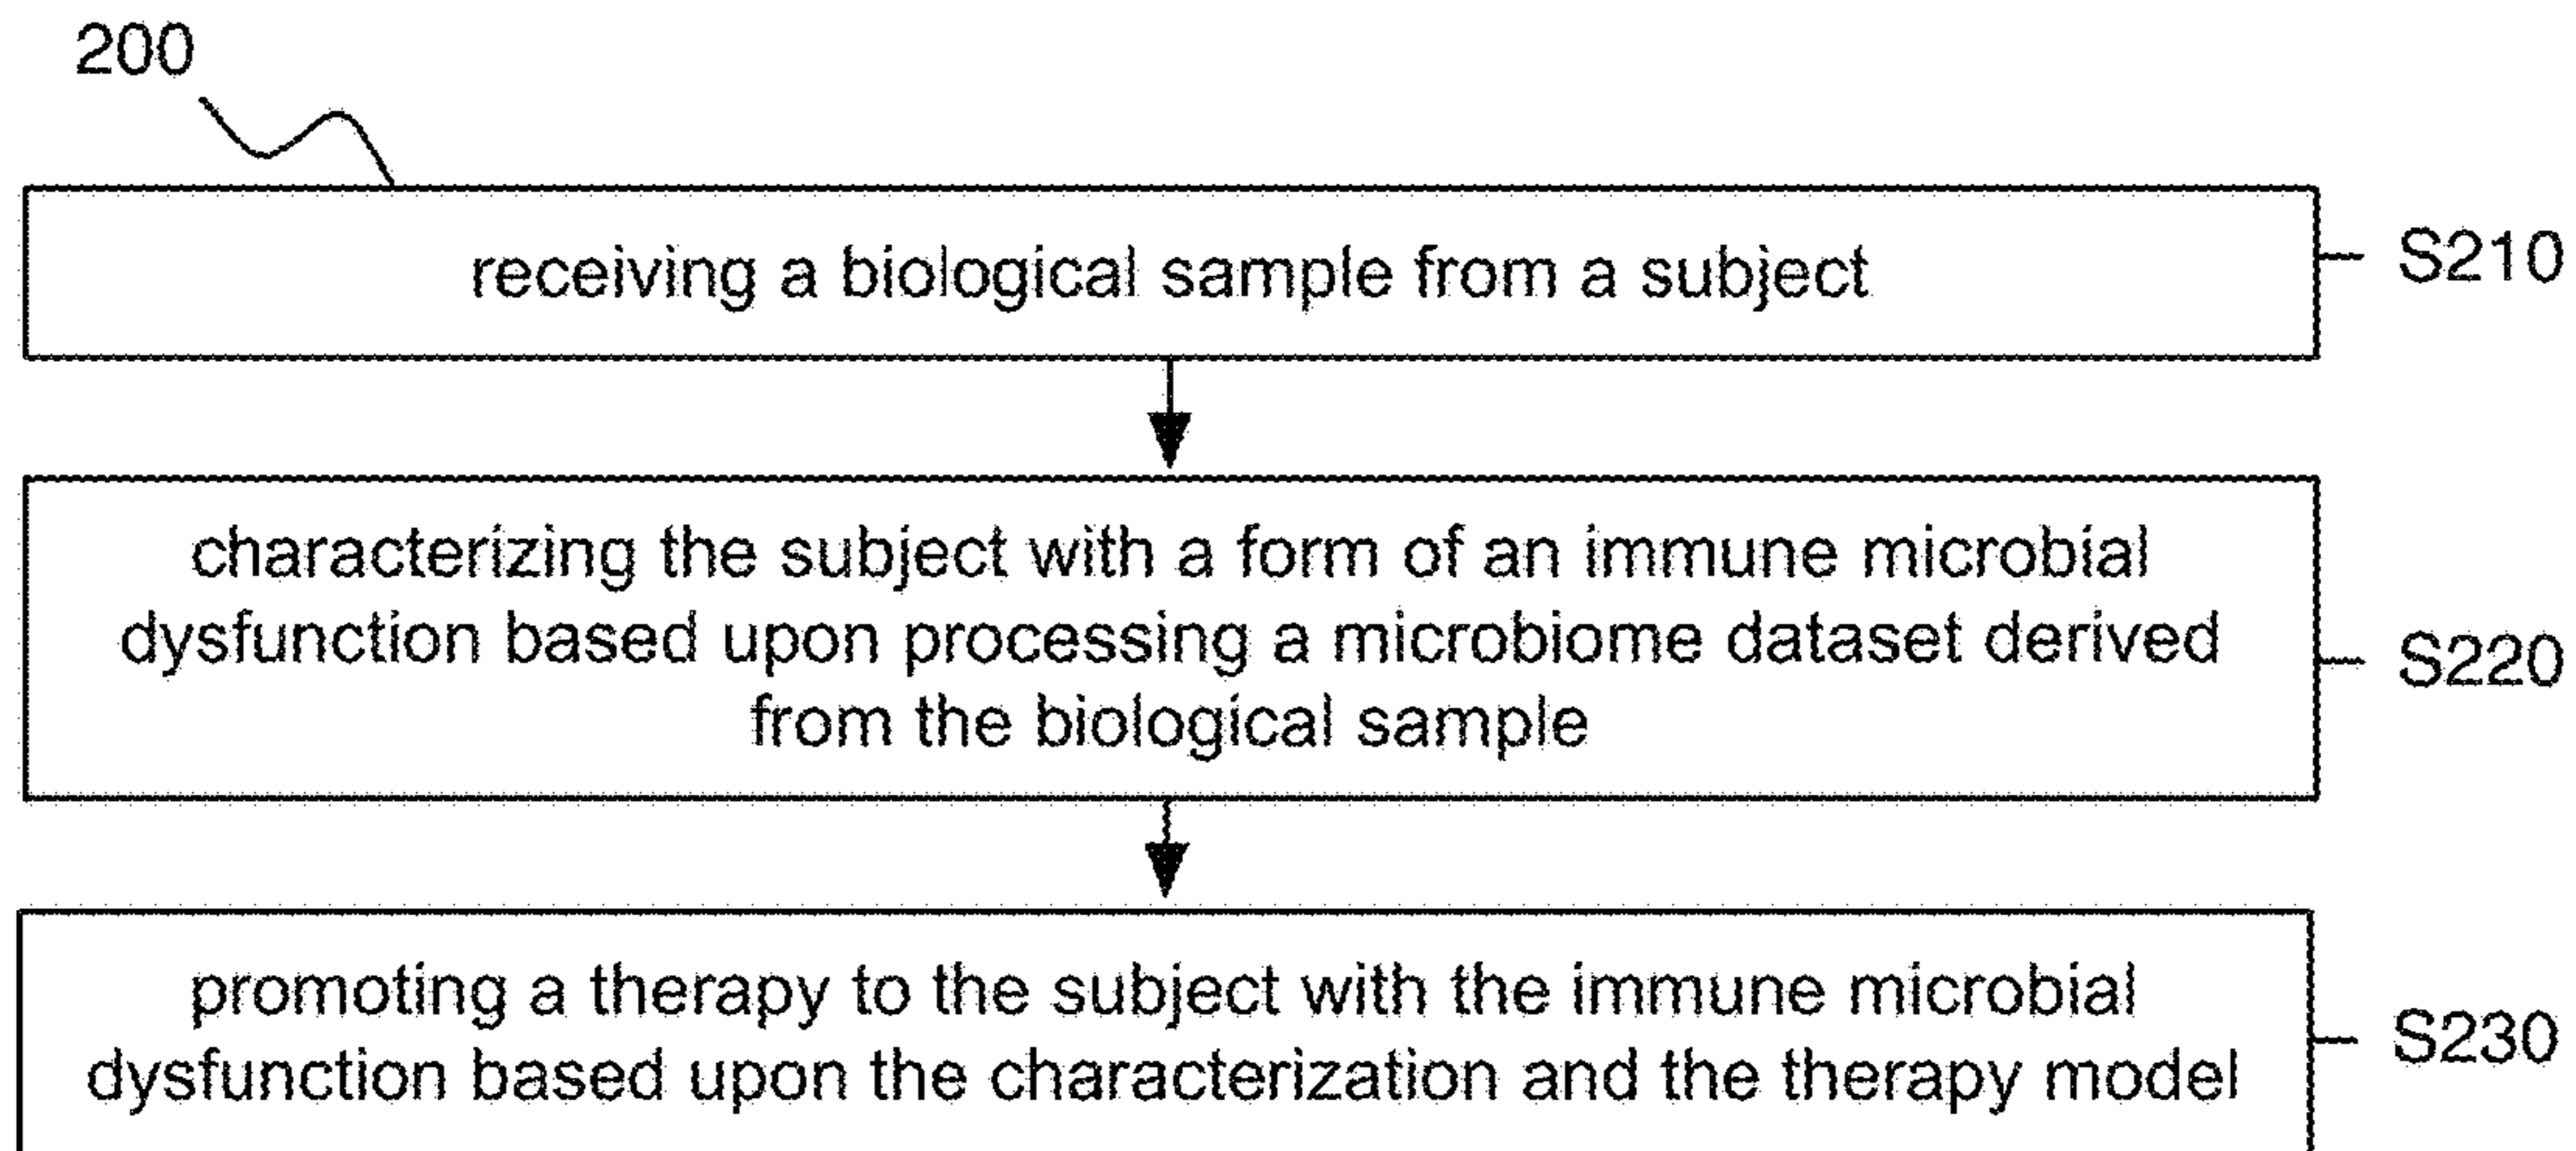 200
receiving a biological sample from a subject
S210
characterizing the subject with a form of an immune microbial
dysfunction based upon processing a microbiome dataset derived
from the biological sample
S220
promoting a therapy to the subject with the immune microbial
dysfunction based upon the characterization and the therapy model
S230